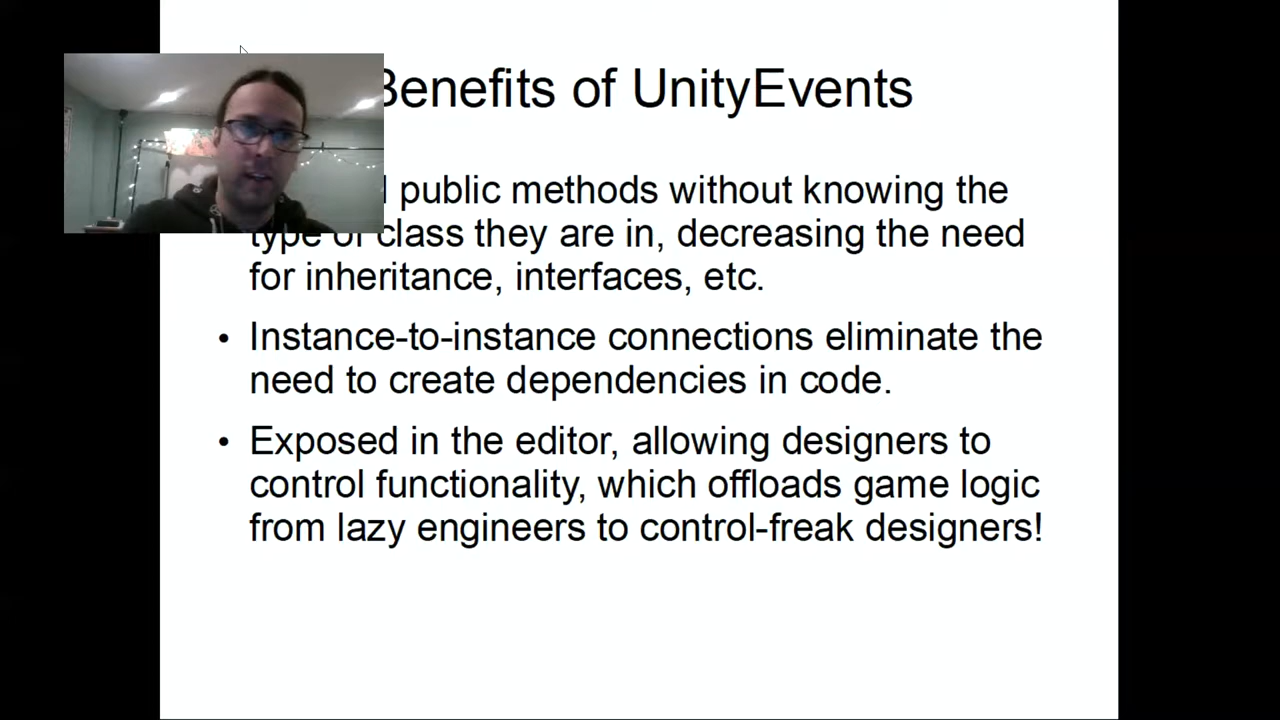 Benefits of UnityEvents
public methods without knowing the
type of class they are in, decreasing the need
for inheritance, interfaces, etc.
• Instance-to-instance connections eliminate the
need to create dependencies in code.
• Exposed in the editor, allowing designers to
control functionality, which offloads game logic
from lazy engineers to control-freak designers!